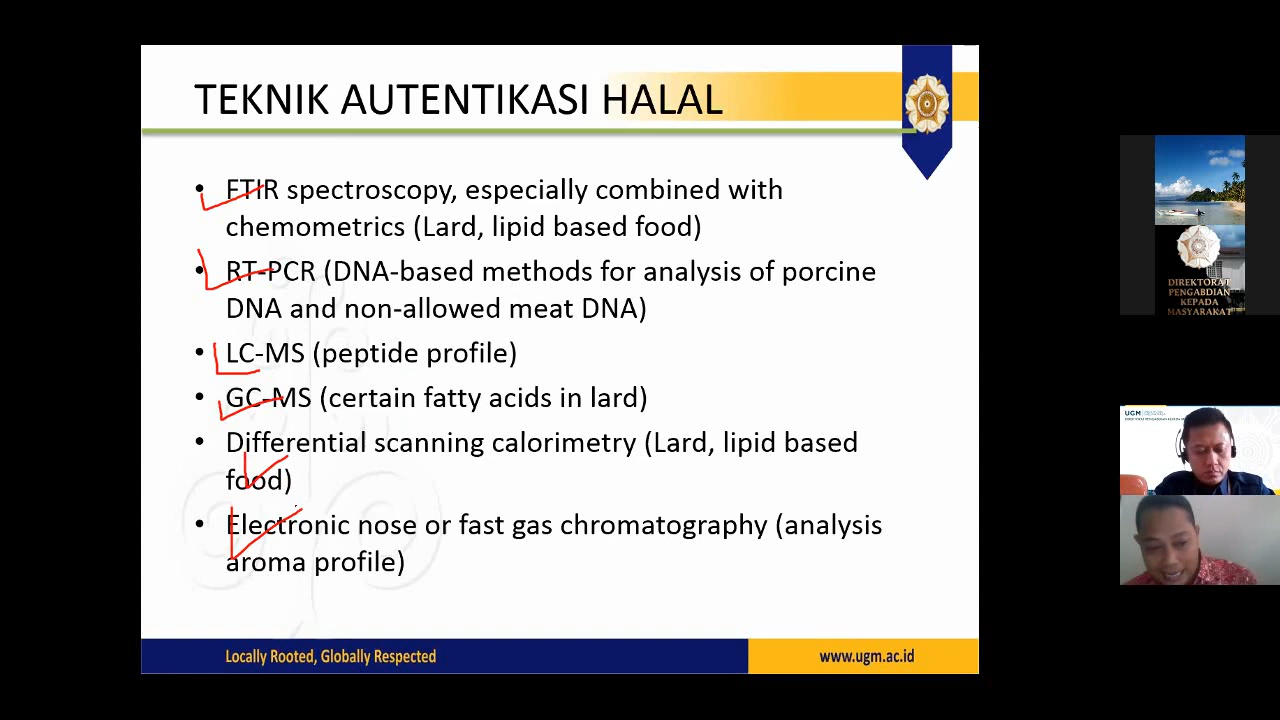 TEKNIK AUTENTIKASI HALAL
• FTIR spectroscopy, especially combined with
chemometrics (Lard, lipid based food)
• RT-PCR (DNA-based methods for analysis of porcine
DNA and non-allowed meat DNA)
• LC-MS (peptide profile)
• GC-MS (certain fatty acids in lard)
• Differential scanning calorimetry (Lard, lipid based
food)
• Electronic nose or fast gas chromatography (analysis
aroma profile)
Locally Rooted, Globally Respected
www.ugm.ac.id
DIREKTORAT
PENGABDIAN
KEPADA
MASYARAKAT
UGM